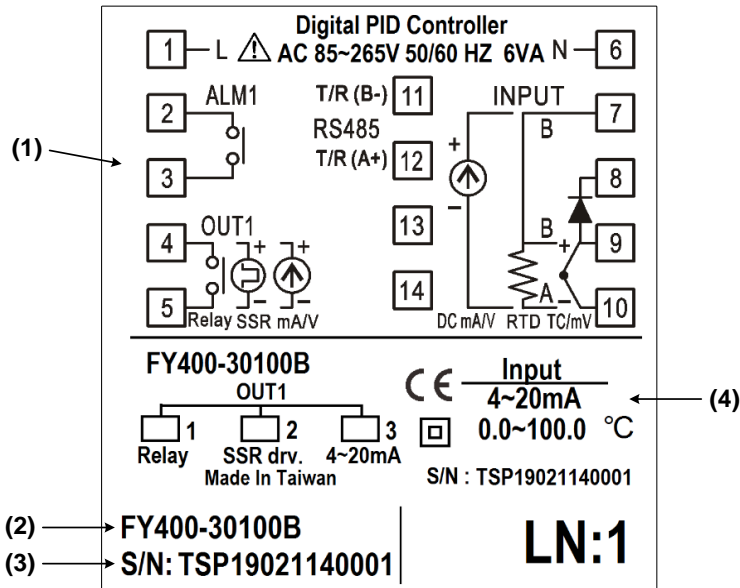 Digital PID Controller
1 L AC 85~265V 50/60 HZ 6VA N 6
2 ALM1
3
(1)
4 OUT1
5 Relay SSR mA/V
+ + 
- -
T/R (B-) 11
RS485
T/R (A+) 12
13
14
INPUT 7
B
8
+
-
B + 9
A - 10
DC mA/V RTD TC/mV
FY400-30100B
OUT1
1 2 3
Relay SSR drv. 4~20mA
Made In Taiwan
CE Input
4~20mA
0.0~100.0 °C
(4)
S/N : TSP19021140001
(2) FY400-30100B
(3) S/N: TSP19021140001
LN:1